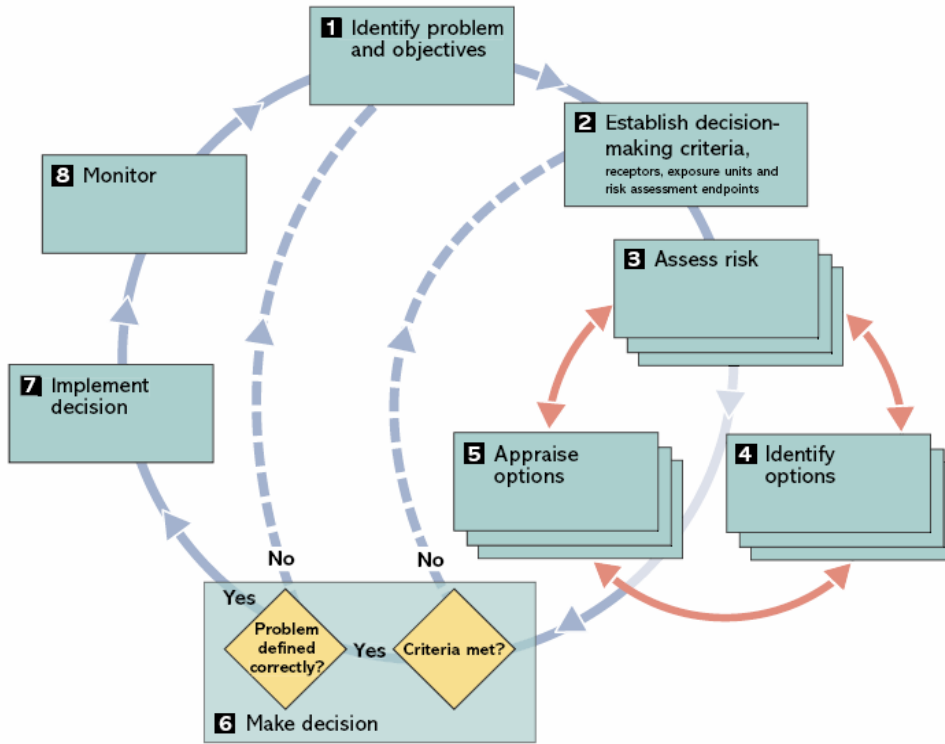 1 Identify problem
and objectives
2 Establish decision-
making criteria,
receptors, exposure units and
risk assessment endpoints
8 Monitor
3 Assess risk
7 Implement
decision
5 Appraise
options
4 Identify
options
No
No
Yes
Problem
defined
correctly?
Yes
Criteria met?
6 Make decision